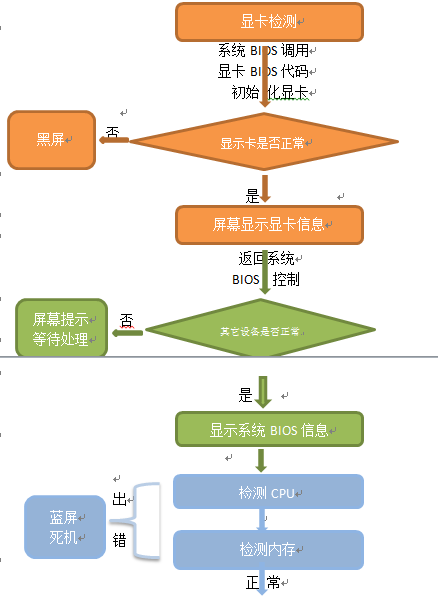 显卡检测
系统 BIOS 调用
显卡 BIOS 代码
初始化显卡
显示卡是否正常
否
黑屏
是
屏幕显示显卡信息
返回系统
BIOS 控制
其它设备是否正常
否
屏幕提示
等待处理
是
显示系统 BIOS 信息
检测 CPU
出
错
蓝屏
死机
检测内存
正常